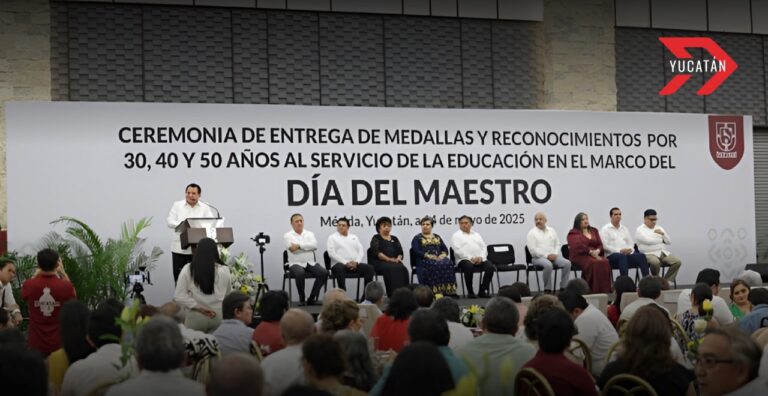 YUCATÁN
CEREMONIA DE ENTREGA DE MEDALLAS Y RECONOCIMIENTOS POR
30, 40 Y 50 AÑOS AL SERVICIO DE LA EDUCACIÓN EN EL MARCO DEL
DÍA DEL MAESTRO
Mérida, Yucatán, a 14 de mayo de 2025